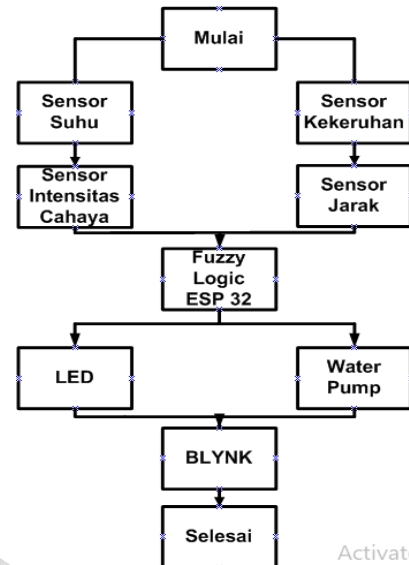 Mulai
Sensor
Suhu
Sensor
Kekeruhan
Sensor
Intensitas
Cahaya
Sensor
Jarak
Fuzzy
Logic
ESP 32
LED
Water
Pump
BLYNK
Selesai
Activate